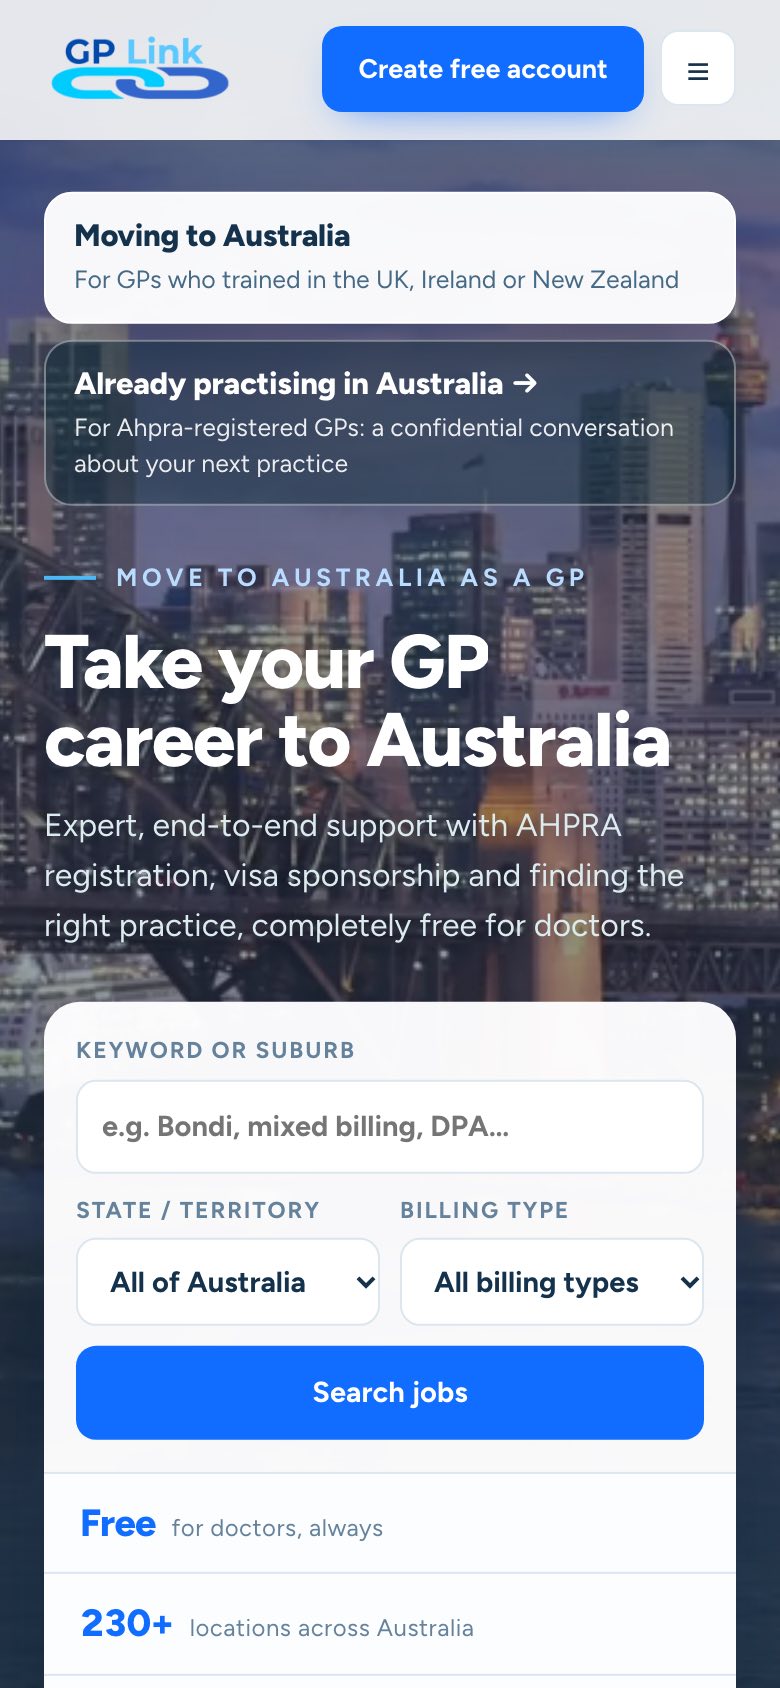 GP Link
Create free account
Moving to Australia
For GPs who trained in the UK, Ireland or New Zealand
Already practising in Australia →
For Ahpra-registered GPs: a confidential conversation
about your next practice
MOVE TO AUSTRALIA AS A GP
Take your GP
career to Australia
Expert, end-to-end support with AHPRA
registration, visa sponsorship and finding the
right practice, completely free for doctors.
KEYWORD OR SUBURB
e.g. Bondi, mixed billing, DPA...
STATE / TERRITORY BILLING TYPE
All of Australia All billing types
Search jobs
Free for doctors, always
230+ locations across Australia